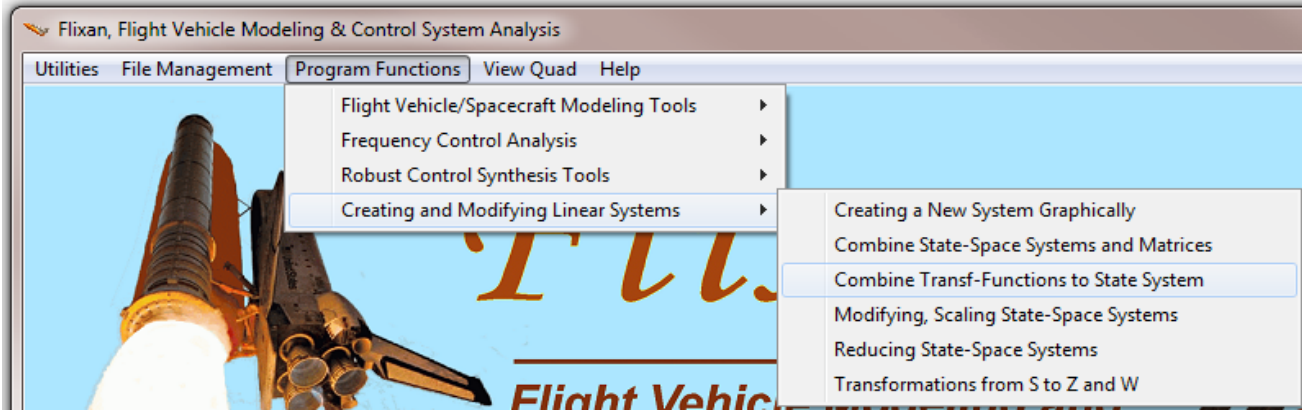 Flixan, Flight Vehicle Modeling & Control System Analysis
Utilities File Management Program Functions View Quad Help
Flight Vehicle/Spacecraft Modeling Tools
Frequency Control Analysis
Robust Control Synthesis Tools
Creating and Modifying Linear Systems
Creating a New System Graphically
Combine State-Space Systems and Matrices
Combine Transf-Functions to State System
Modifying, Scaling State-Space Systems
Reducing State-Space Systems
Transformations from S to Z and W
Flight Vehicle Modeling and